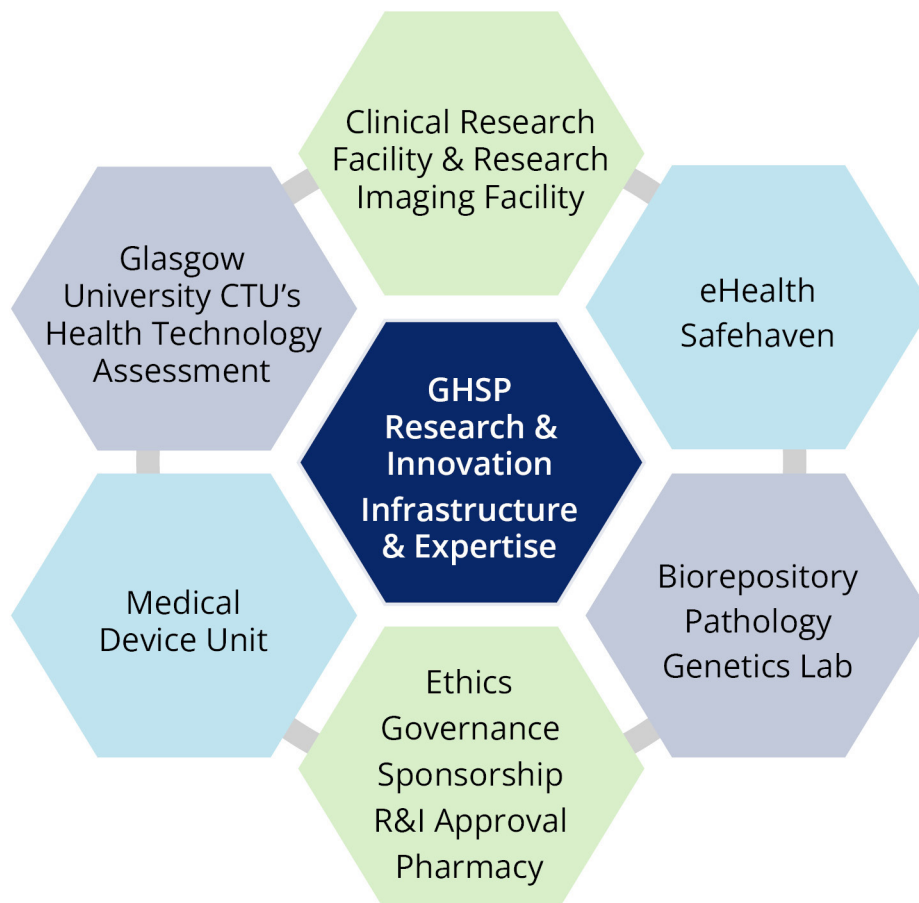 Clinical Research
Facility & Research
Imaging Facility
Glasgow
University CTU’s
Health Technology
Assessment
eHealth
Safehaven
GHSP
Research &
Innovation
Infrastructure
& Expertise
Medical
Device Unit
Biorepository
Pathology
Genetics Lab
Ethics
Governance
Sponsorship
R&I Approval
Pharmacy